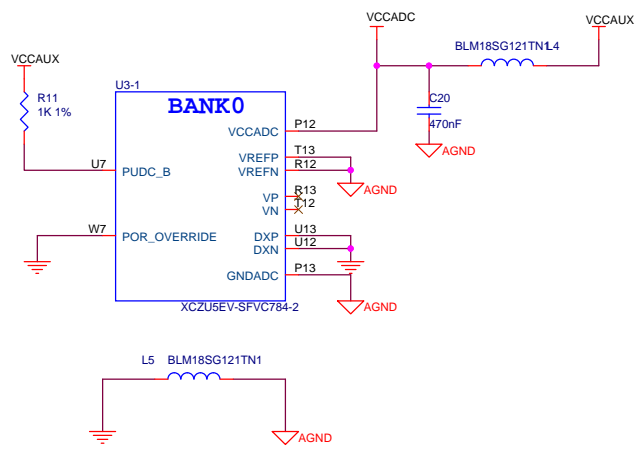 VCCADC
VCCAUX
BLM18SG121TN1
L4
VCCAUX
R11
1K 1%
U3-1
BANK0
C20
470nF
AGND
VCCADC
P12
VREFP
T13
VREFN
R12
U7
PUDC_B
AGND
VP
R13
VN
T12
W7
POR_OVERRIDE
DXP
U13
DXN
U12
GNDADC
P13
AGND
XCZU5EV-SFVC784-2
L5
BLM18SG121TN1
AGND